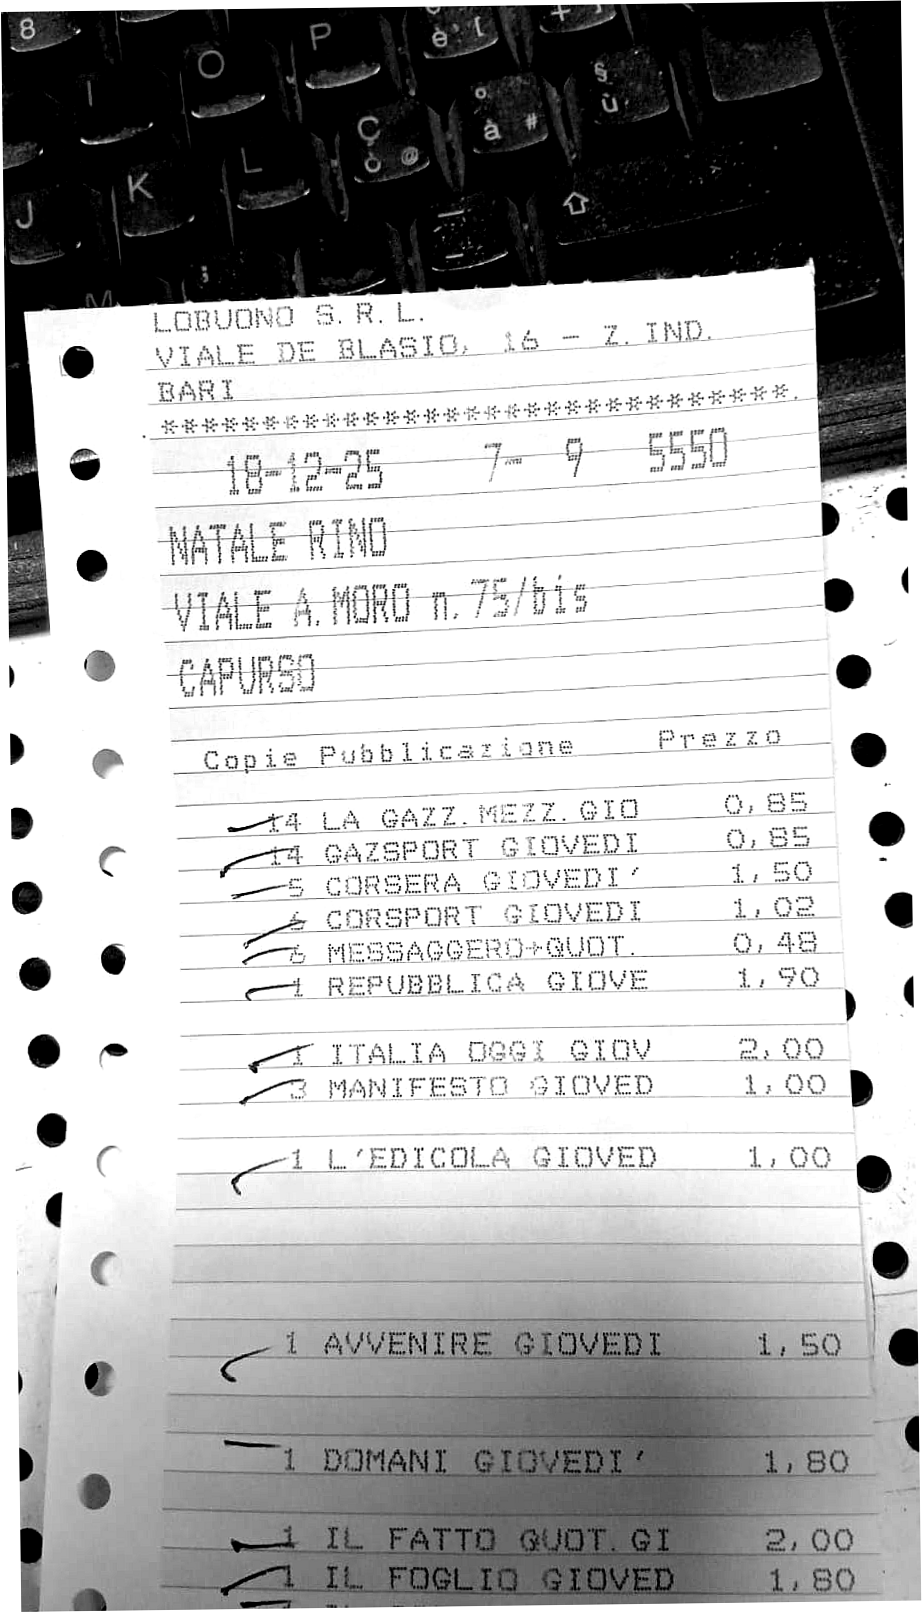 8 è [ +
I O P
J K L ç ò @ ° à # § ù
M ; _ -
LOBUONO S.R.L.
VIALE DE BLASIO, 16 - Z.IND.
BARI
********************************
18-12-25 7- 9 5550
NATALE RINO
VIALE A.MORO n.75/bis
CAPURSO
Copie Pubblicazione Prezzo
14 LA GAZZ.MEZZ.GIO 0,85
14 GAZSPORT GIOVEDI 0,85
5 CORSERA GIOVEDI' 1,50
6 CORSPORT GIOVEDI 1,02
6 MESSAGGERO+QUOT. 0,48
1 REPUBBLICA GIOVE 1,90
1 ITALIA OGGI GIOV 2,00
3 MANIFESTO GIOVED 1,00
1 L'EDICOLA GIOVED 1,00
1 AVVENIRE GIOVEDI 1,50
1 DOMANI GIOVEDI' 1,80
1 IL FATTO QUOT.GI 2,00
1 IL FOGLIO GIOVED 1,80